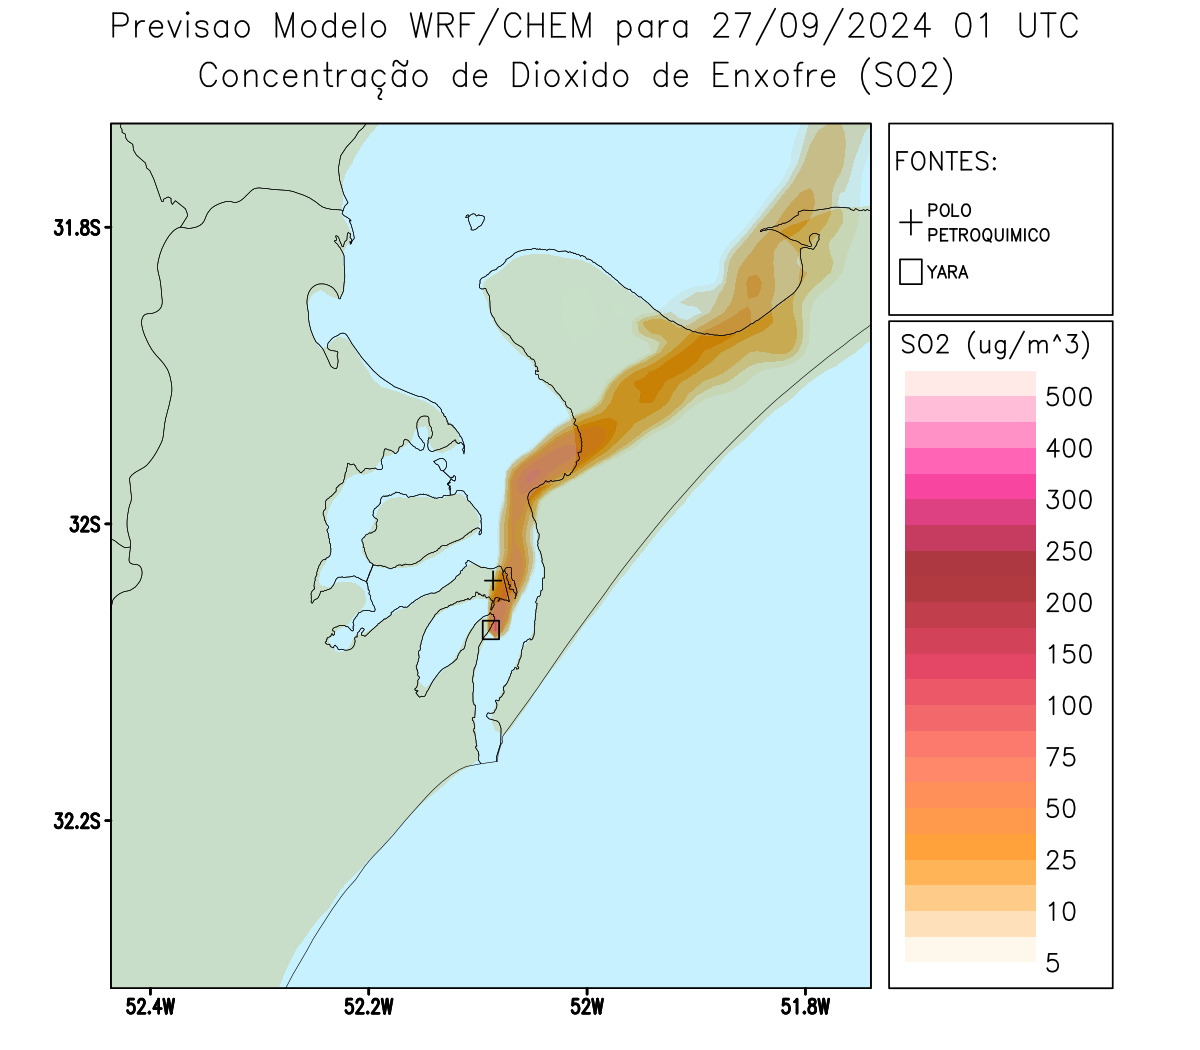 Previsao Modelo WRF/CHEM para 27/09/2024 01 UTC
Concentração de Dioxido de Enxofre (SO2)
FONTES:
POLO
PETROQUIMICO
YARA
31.8S
32S
32.2S
52.4W
52.2W
52W
51.8W
SO2 (ug/m^3)
500
400
300
250
200
150
100
75
50
25
10
5